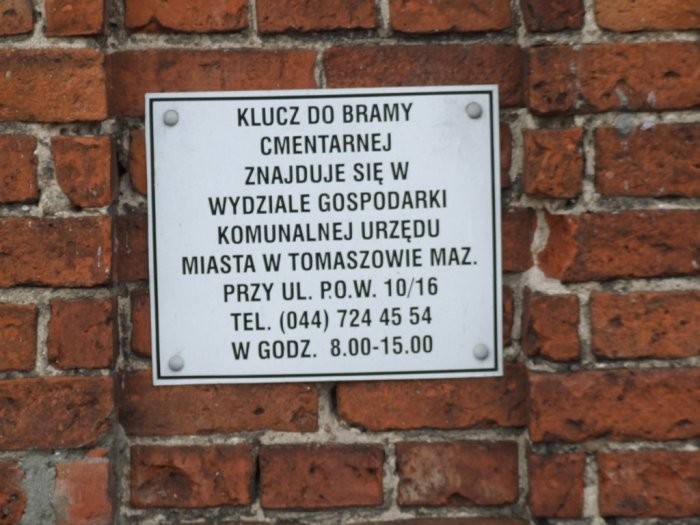 KLUCZ DO BRAMY
CMENTARNEJ
ZNAJDUJE SIĘ W
WYDZIALE GOSPODARKI
KOMUNALNEJ URZĘDU
MIASTA W TOMASZOWIE MAZ.
PRZY UL. P.O.W. 10/16
TEL. (044) 724 45 54
W GODZ. 8.00-15.00